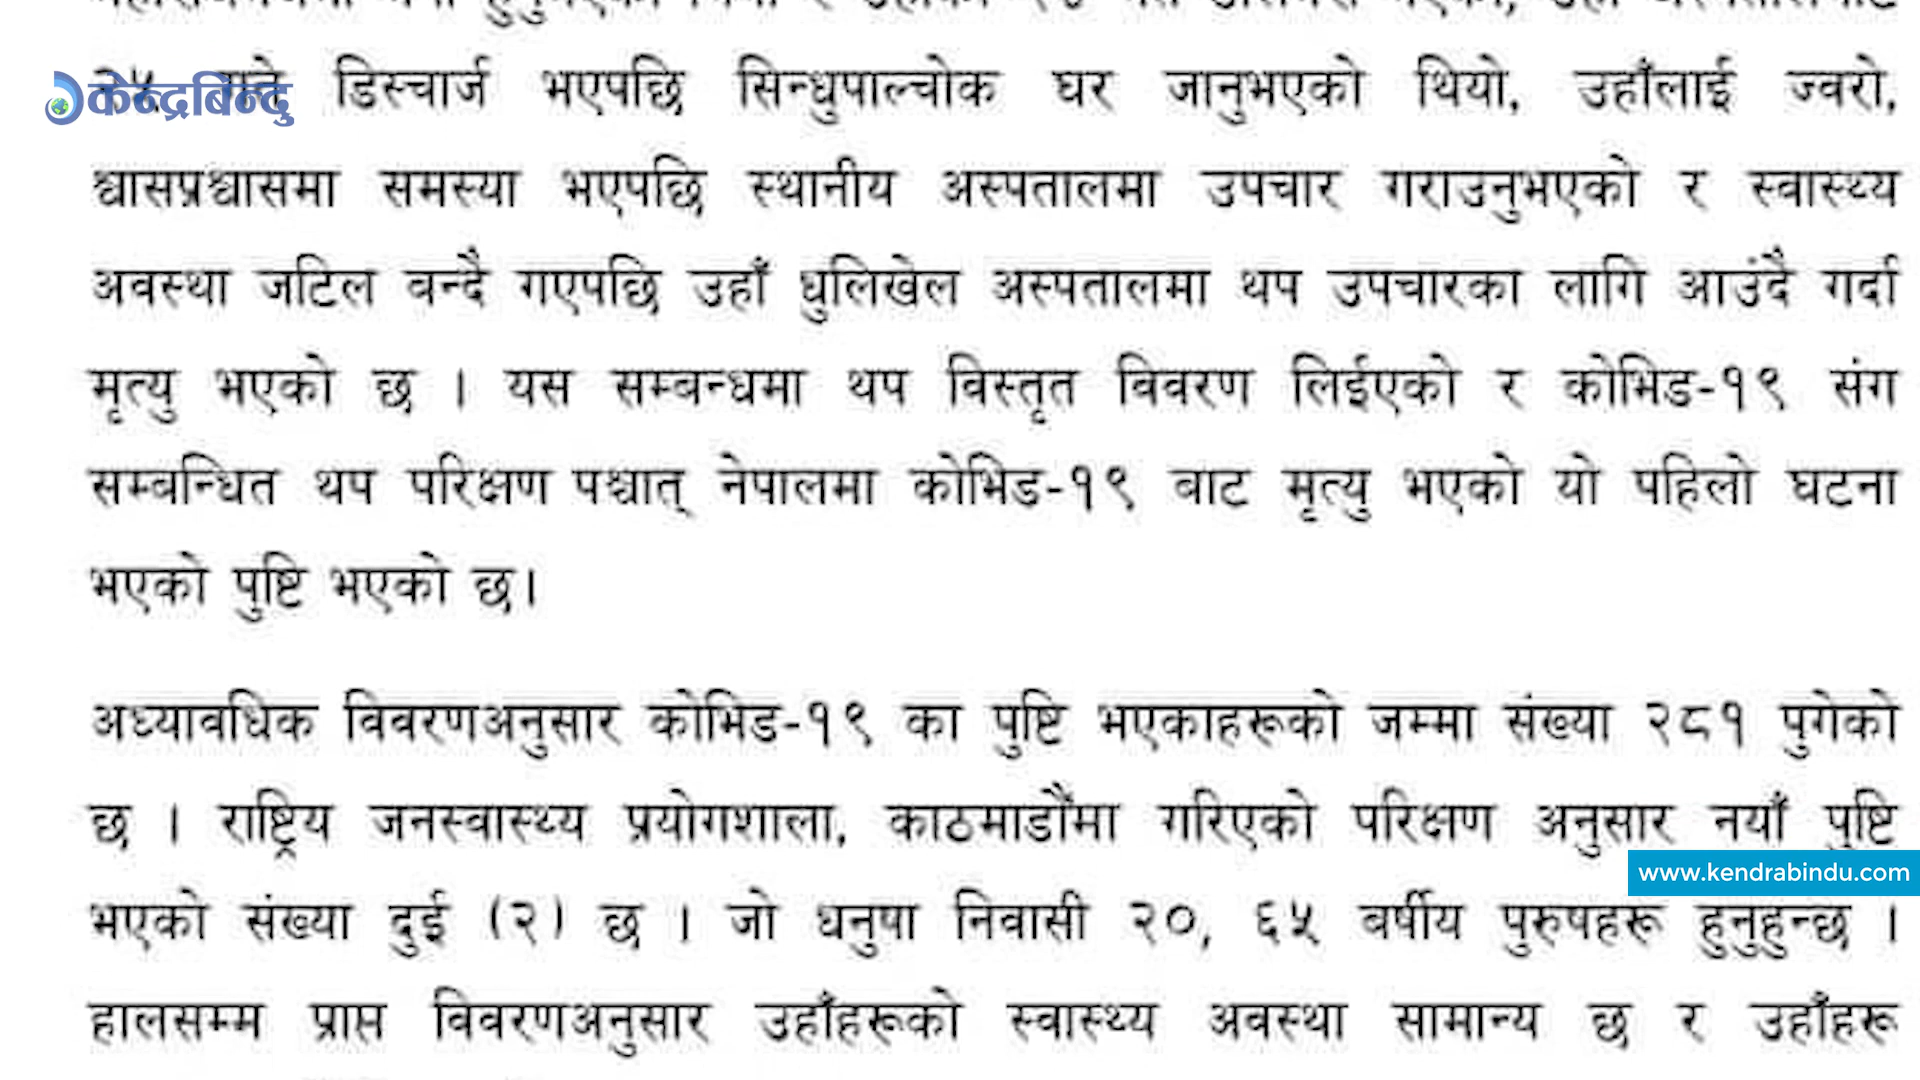 केन्द्रबिन्दु
डिस्चार्ज भएपछि सिन्धुपाल्चोक घर जानुभएको थियो, उहाँलाई ज्वरो,
श्वासप्रश्वासमा समस्या भएपछि स्थानीय अस्पतालमा उपचार गराउनुभएको र स्वास्थ्य
अवस्था जटिल वन्दै गएपछि उहाँ धुलिखेल अस्पतालमा थप उपचारका लागि आउंदै गर्दा
मृत्यु भएको छ । यस सम्बन्धमा थप विस्तृत विवरण लिईएको र कोभिड-१९ संग
सम्बन्धित थप परिक्षण पश्चात् नेपालमा कोभिड-१९ बाट मृत्यु भएको यो पहिलो घटना
भएको पुष्टि भएको छ।
अध्यावधिक विवरणअनुसार कोभिड-१९ का पुष्टि भएकाहरूको जम्मा संख्या २८१ पुगेको
छ । राष्ट्रिय जनस्वास्थ्य प्रयोगशाला, काठमाडौंमा गरिएको परिक्षण अनुसार नयाँ पुष्टि
www.kendrabindu.com
भएको संख्या दुई (२) छ । जो धनुषा निवासी २०, ६५ वर्षीय पुरुषहरू हुनुहुन्छ ।
हालसम्म प्राप्त विवरणअनुसार उहाँहरूको स्वास्थ्य अवस्था सामान्य छ र उहाँहरू